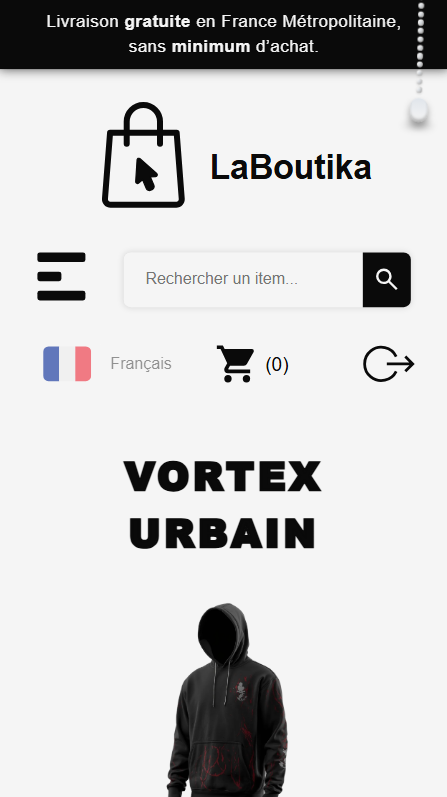 Livraison gratuite en France Métropolitaine,
sans minimum d'achat.
LaBoutika
Rechercher un item...
Français
(0)
VORTEX
URBAIN